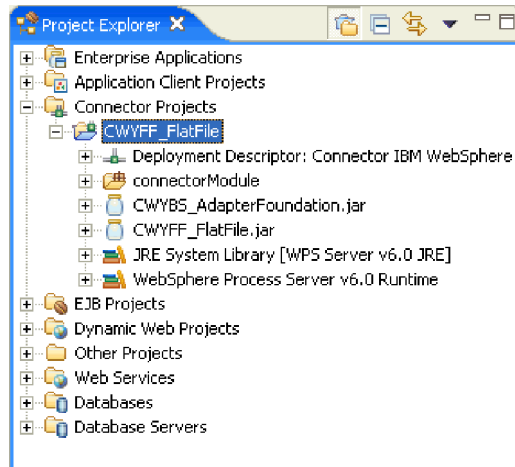 Project Explorer
Enterprise Applications
Application Client Projects
Connector Projects
CWYFF_FlatFile
Deployment Descriptor: Connector IBM WebSphere
connectorModule
CWYBS_AdapterFoundation.jar
CWYFF_FlatFile.jar
JRE System Library [WPS Server v6.0 JRE]
WebSphere Process Server v6.0 Runtime
EJB Projects
Dynamic Web Projects
Other Projects
Web Services
Databases
Database Servers